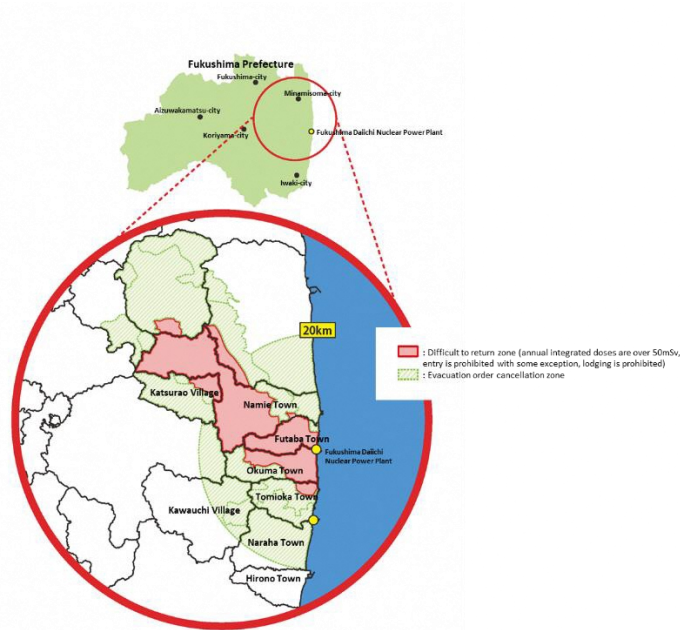 Fukushima Prefecture
Fukushima-city
Minamisoma-city
Aizuwakamatsu-city
Koriyama-city
Fukushima Daiichi Nuclear Power Plant
Iwaki-city
20km
: Difficult to return zone (annual integrated doses are over 50mSv,
entry is prohibited with some exception, lodging is prohibited)
: Evacuation order cancellation zone
Katsurao Village
Namie Town
Futaba Town
Fukushima Daiichi
Nuclear Power Plant
Okuma Town
Tomioka Town
Kawauchi Village
Naraha Town
Hirono Town